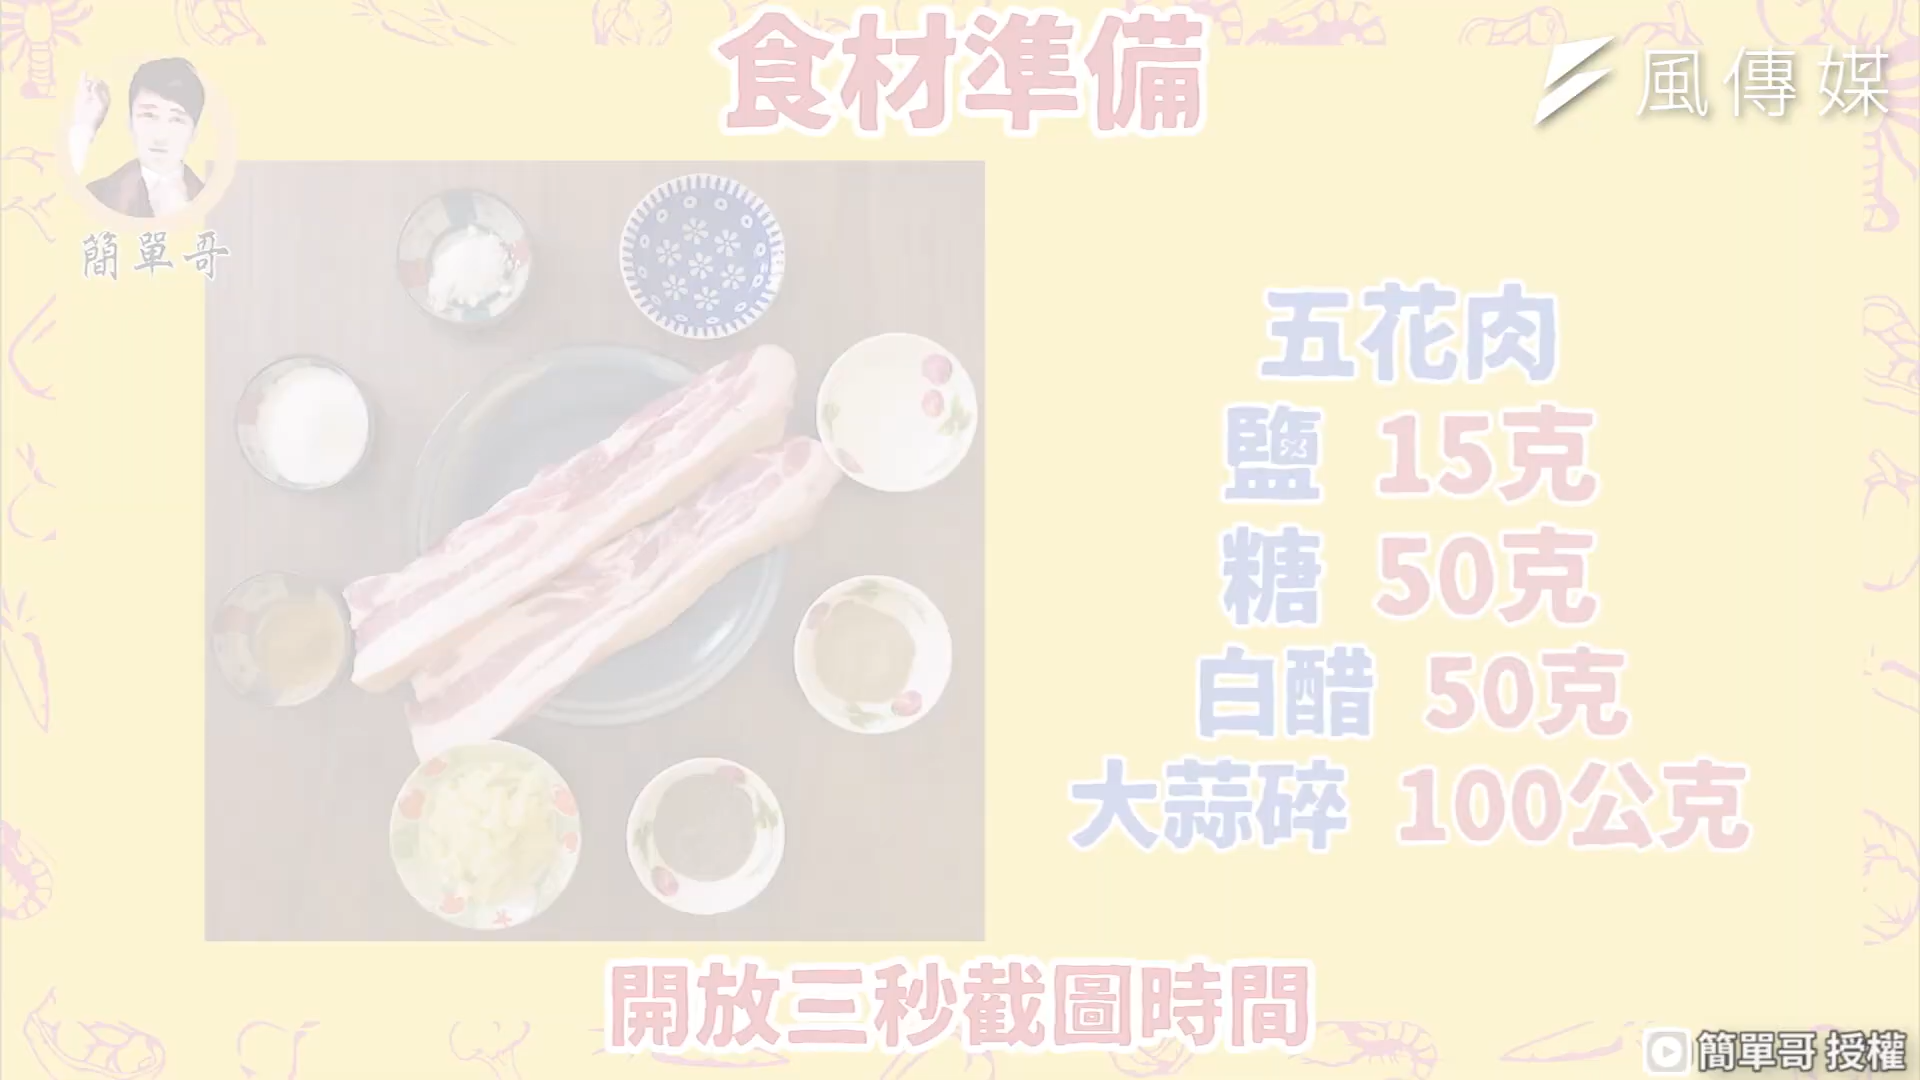 食材準備
風傳媒
簡單哥
五花肉
鹽 15克
糖 50克
白醋 50克
大蒜碎 100公克
開放三秒截圖時間
簡單哥 授權